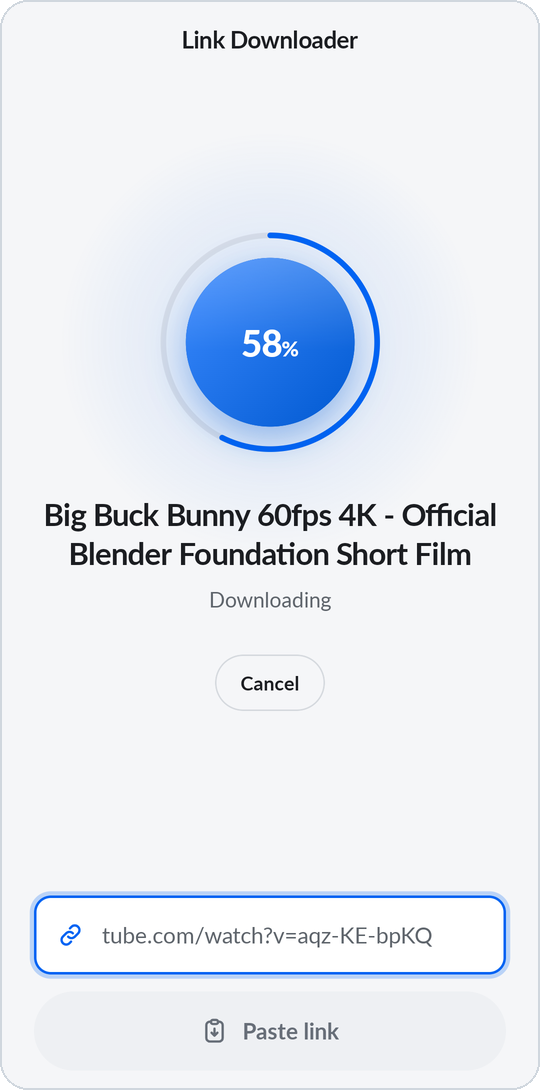 Link Downloader
58%
Big Buck Bunny 60fps 4K - Official
Blender Foundation Short Film
Downloading
Cancel
tube.com/watch?v=aqz-KE-bpKQ
Paste link